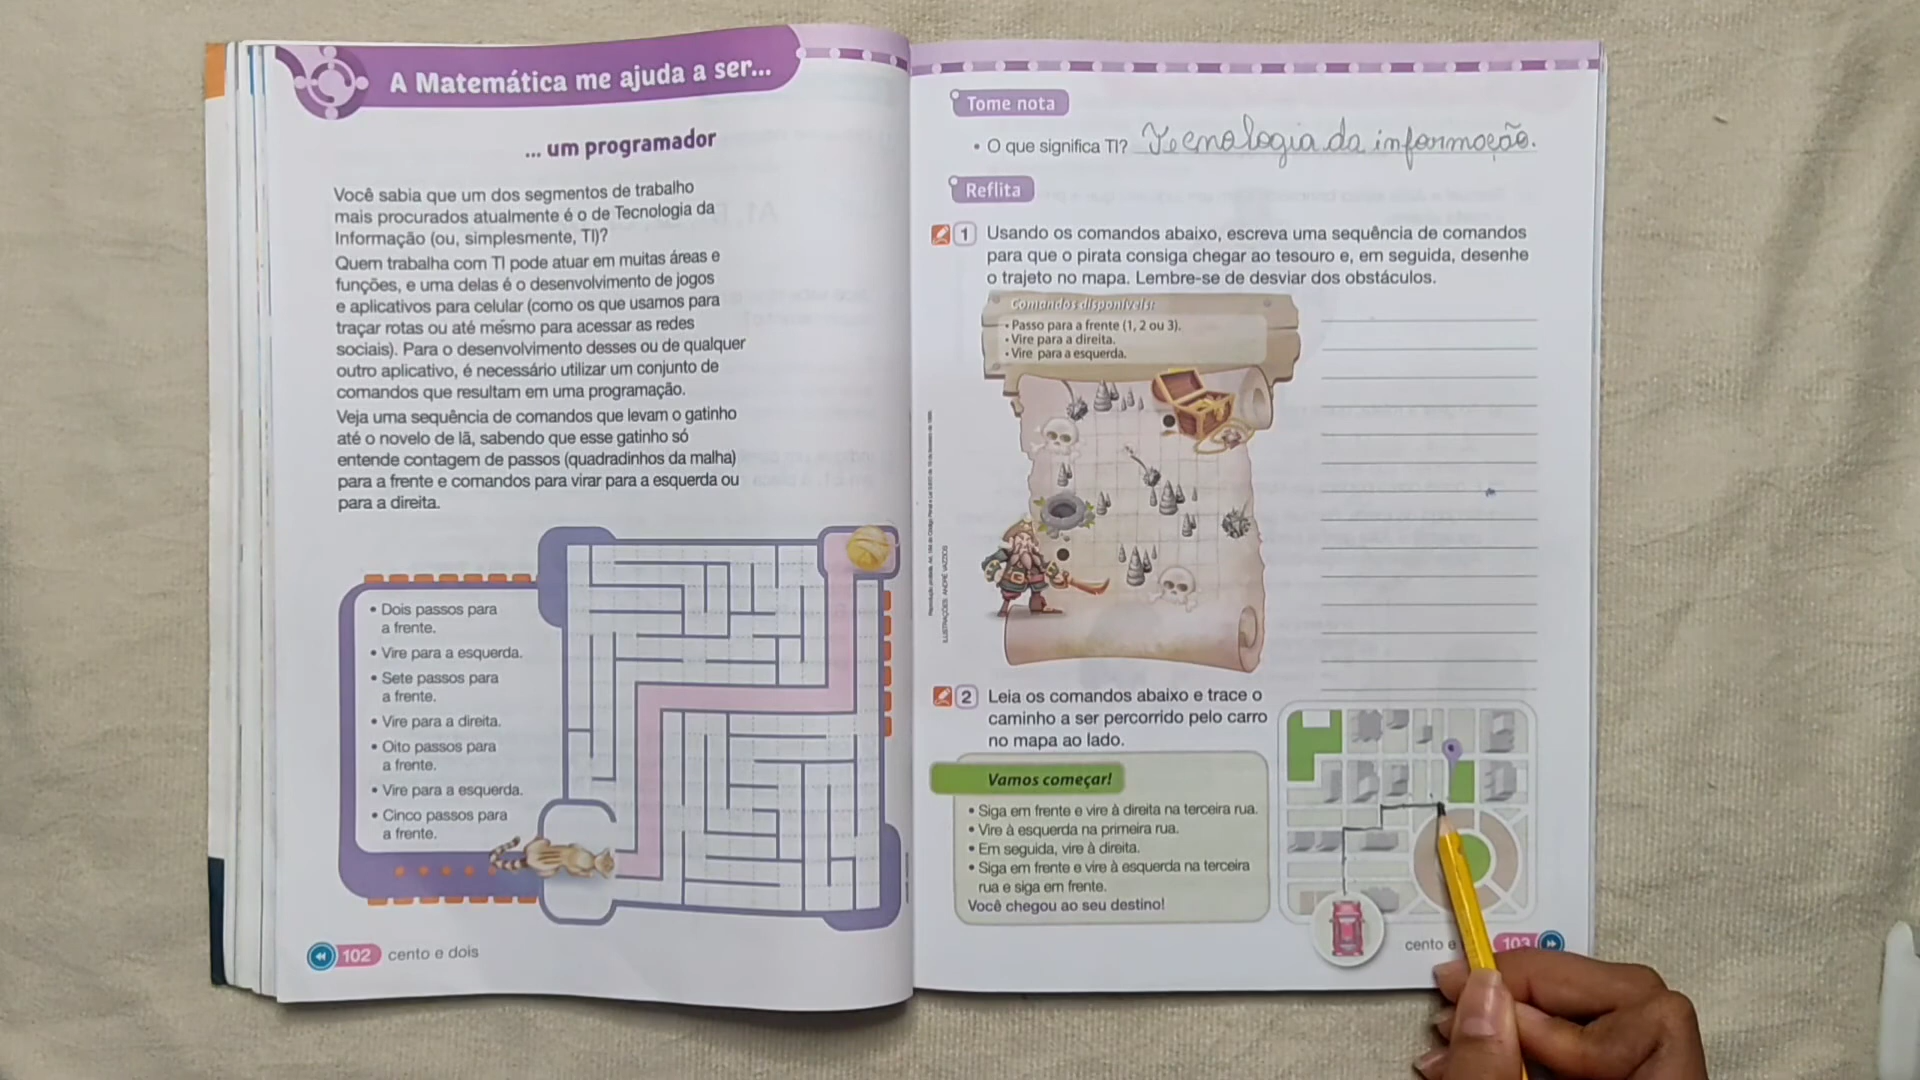 A Matemática me ajuda a ser...
... um programador
Você sabia que um dos segmentos de trabalho
mais procurados atualmente é o de Tecnologia da
Informação (ou, simplesmente, TI)?
Quem trabalha com TI pode atuar em muitas áreas e
funções, e uma delas é o desenvolvimento de jogos
e aplicativos para celular (como os que usamos para
traçar rotas ou até mesmo para acessar as redes
sociais). Para o desenvolvimento desses ou de qualquer
outro aplicativo, é necessário utilizar um conjunto de
comandos que resultam em uma programação.
Veja uma sequência de comandos que levam o gatinho
até o novelo de lã, sabendo que esse gatinho só
entende contagem de passos (quadradinhos da malha)
para a frente e comandos para virar para a esquerda ou
para a direita.
• Dois passos para
a frente.
• Vire para a esquerda.
• Sete passos para
a frente.
• Vire para a direita.
• Oito passos para
a frente.
• Vire para a esquerda.
• Cinco passos para
a frente.
102 cento e dois
Tome nota
• O que significa TI? Tecnologia da informação.
Reflita
1 Usando os comandos abaixo, escreva uma sequência de comandos
para que o pirata consiga chegar ao tesouro e, em seguida, desenhe
o trajeto no mapa. Lembre-se de desviar dos obstáculos.
Comandos disponíveis:
• Passo para a frente (1, 2 ou 3).
• Vire para a direita.
• Vire para a esquerda.
2 Leia os comandos abaixo e trace o
caminho a ser percorrido pelo carro
no mapa ao lado.
Vamos começar!
• Siga em frente e vire à direita na terceira rua.
• Vire à esquerda na primeira rua.
• Em seguida, vire à direita.
• Siga em frente e vire à esquerda na terceira
rua e siga em frente.
Você chegou ao seu destino!
cento e 103